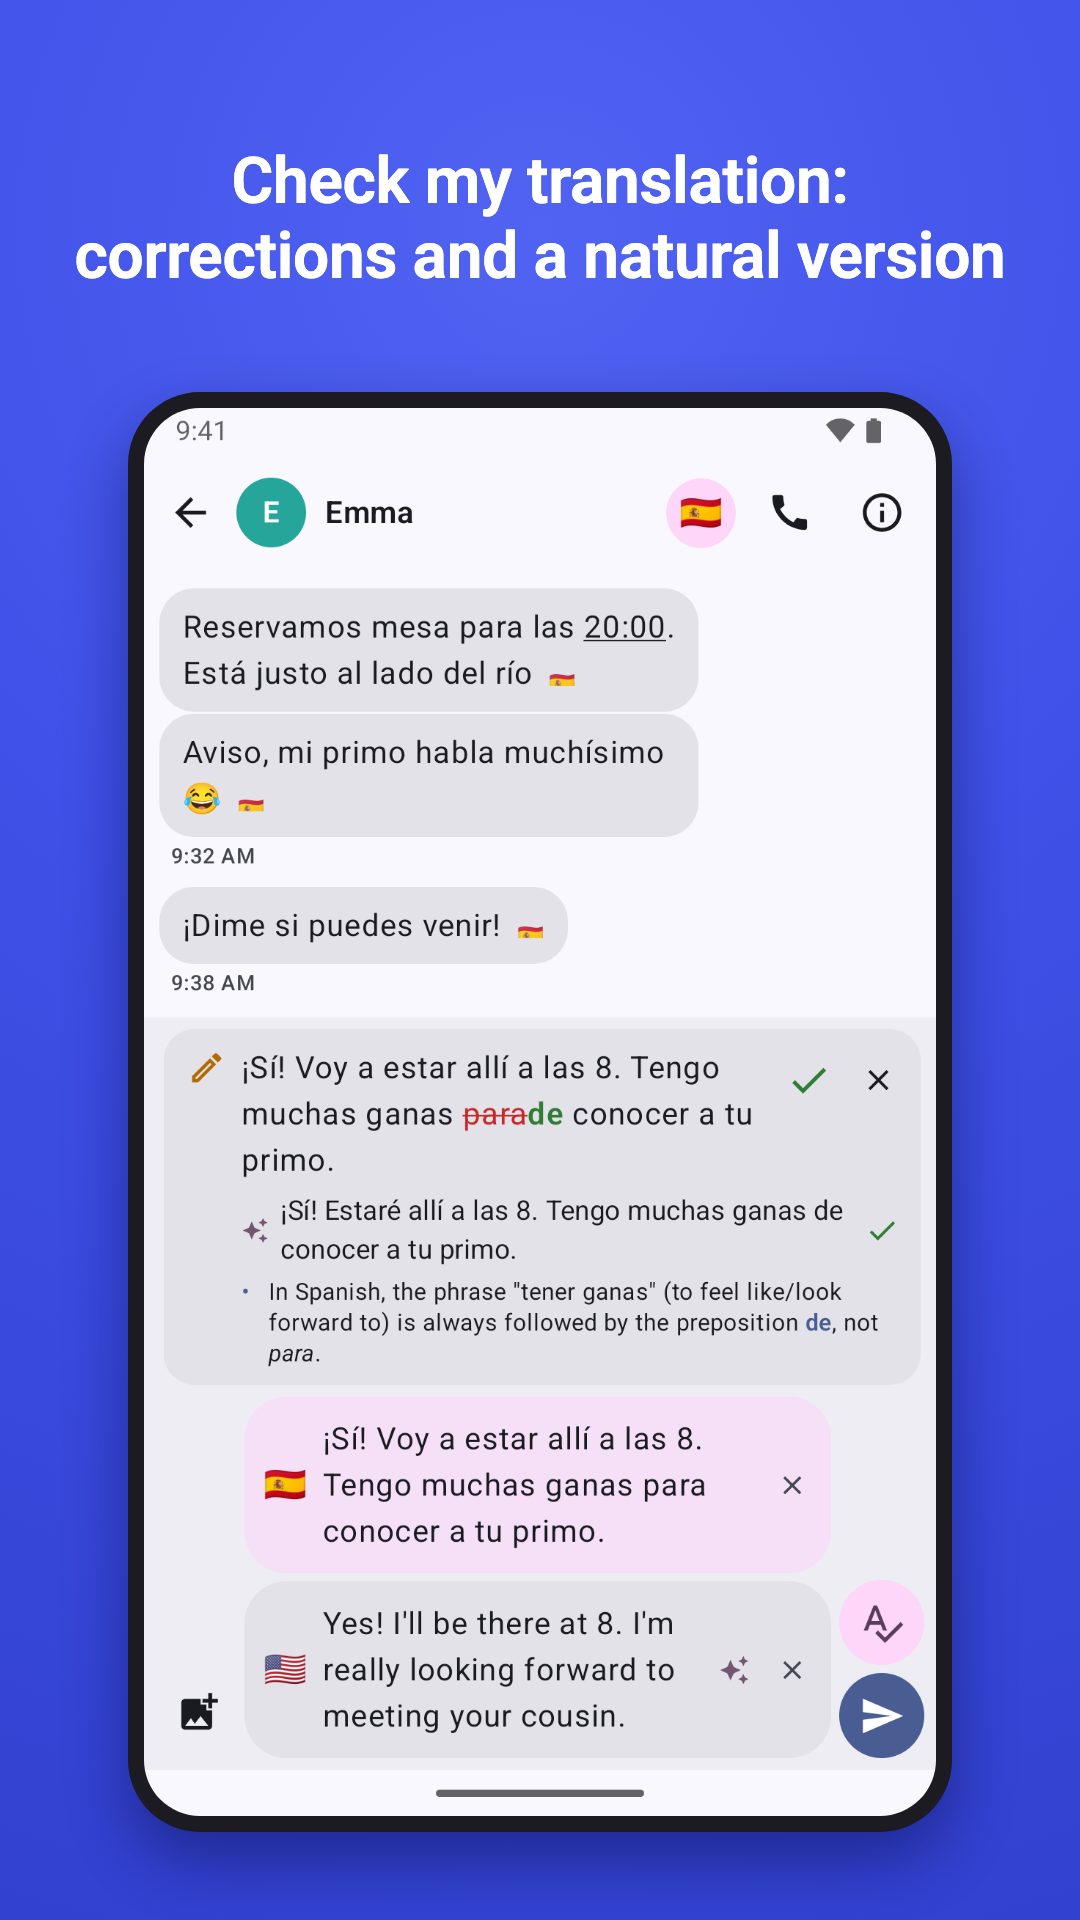 Check my translation:
corrections and a natural version
9:41
E
Emma
Reservamos mesa para las 20:00.
Está justo al lado del río
Aviso, mi primo habla muchísimo
9:32 AM
¡Dime si puedes venir!
9:38 AM
¡Sí! Voy a estar allí a las 8. Tengo
muchas ganas parade conocer a tu
primo.
¡Sí! Estaré allí a las 8. Tengo muchas ganas de
conocer a tu primo.
• In Spanish, the phrase "tener ganas" (to feel like/look
forward to) is always followed by the preposition de, not
para.
¡Sí! Voy a estar allí a las 8.
Tengo muchas ganas para
conocer a tu primo.
Yes! I'll be there at 8. I'm
really looking forward to
meeting your cousin.